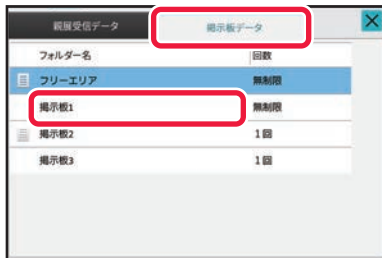 親展受信データ 掲示板データ
フォルダー名 回数
フリーエリア 無制限
掲示板1 無制限
掲示板2 1回
掲示板3 1回